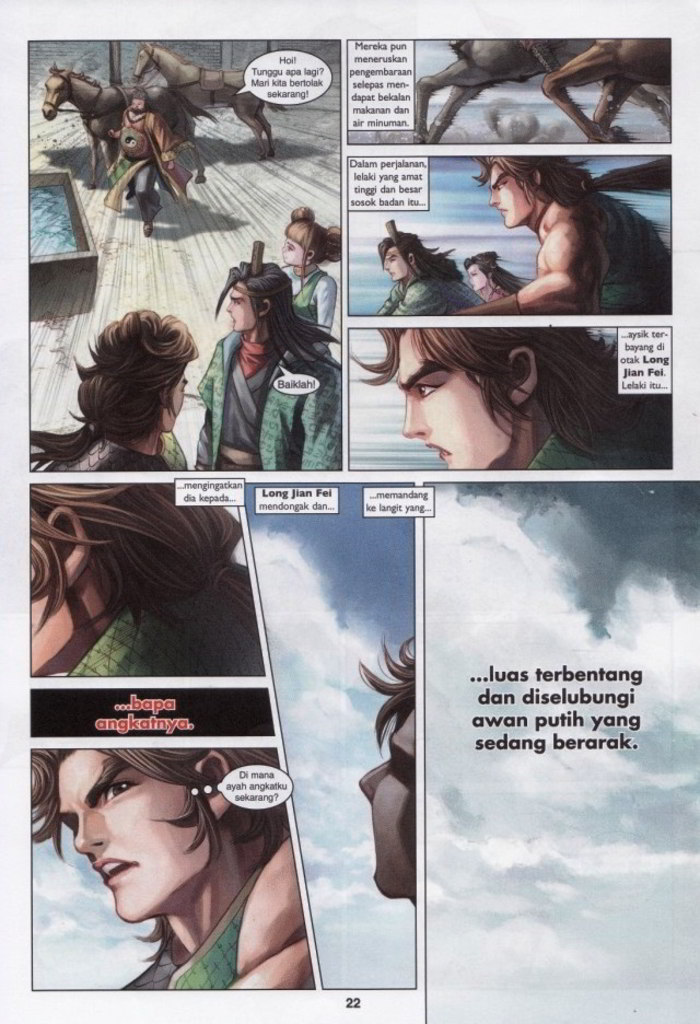 Hoi!
Tunggu apa lagi?
Mari kita bertolak
sekarang!
Baiklah!
Mereka pun
meneruskan
pengembaraan
selepas men-
dapat bekalan
makanan dan
air minuman.
Dalam perjalanan,
lelaki yang amat
tinggi dan besar
sosok badan itu...
...aysik ter-
bayang di
otak Long
Jian Fei.
Lelaki itu...
...mengingatkan
dia kepada...
...bapa
angkatnya.
Di mana
ayah angkatku
sekarang?
Long Jian Fei
mendongak dan...
...memandang
ke langit yang...
...luas terbentang
dan diselubungi
awan putih yang
sedang berarak.
22